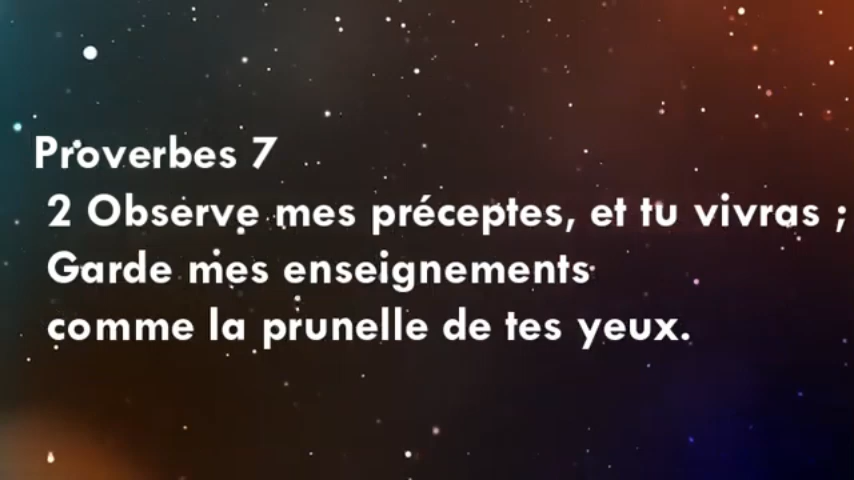 Proverbes 7
2 Observe mes préceptes, et tu vivras ;
Garde mes enseignements
comme la prunelle de tes yeux.